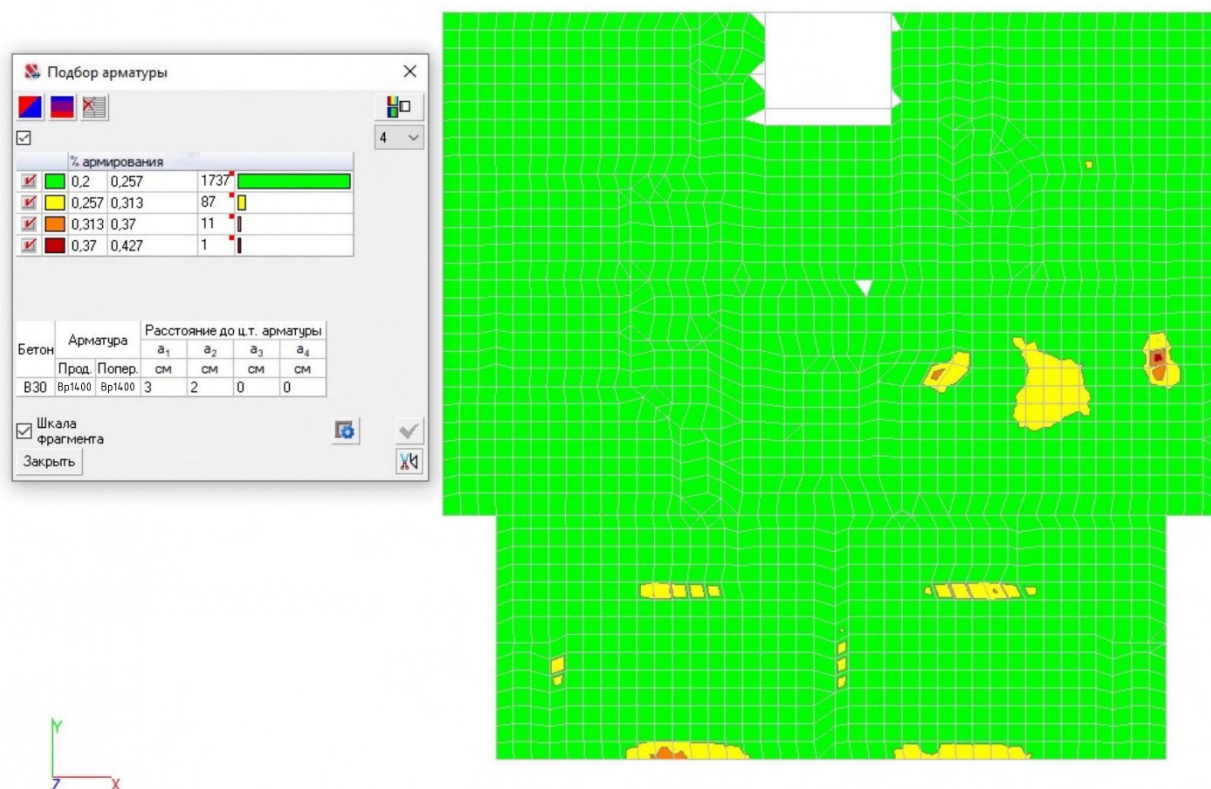 Подбор арматуры
4
% армирования
0,2 0,257 1737
0,257 0,313 87
0,313 0,37 11
0,37 0,427 1
Бетон Арматура Расстояние до ц.т. арматуры
a1 a2 a3 a4
Прод. Попер. см см см см
B30 Bp1400 Bp1400 3 2 0 0
Шкала
фрагмента
Закрыть
Y
Z X